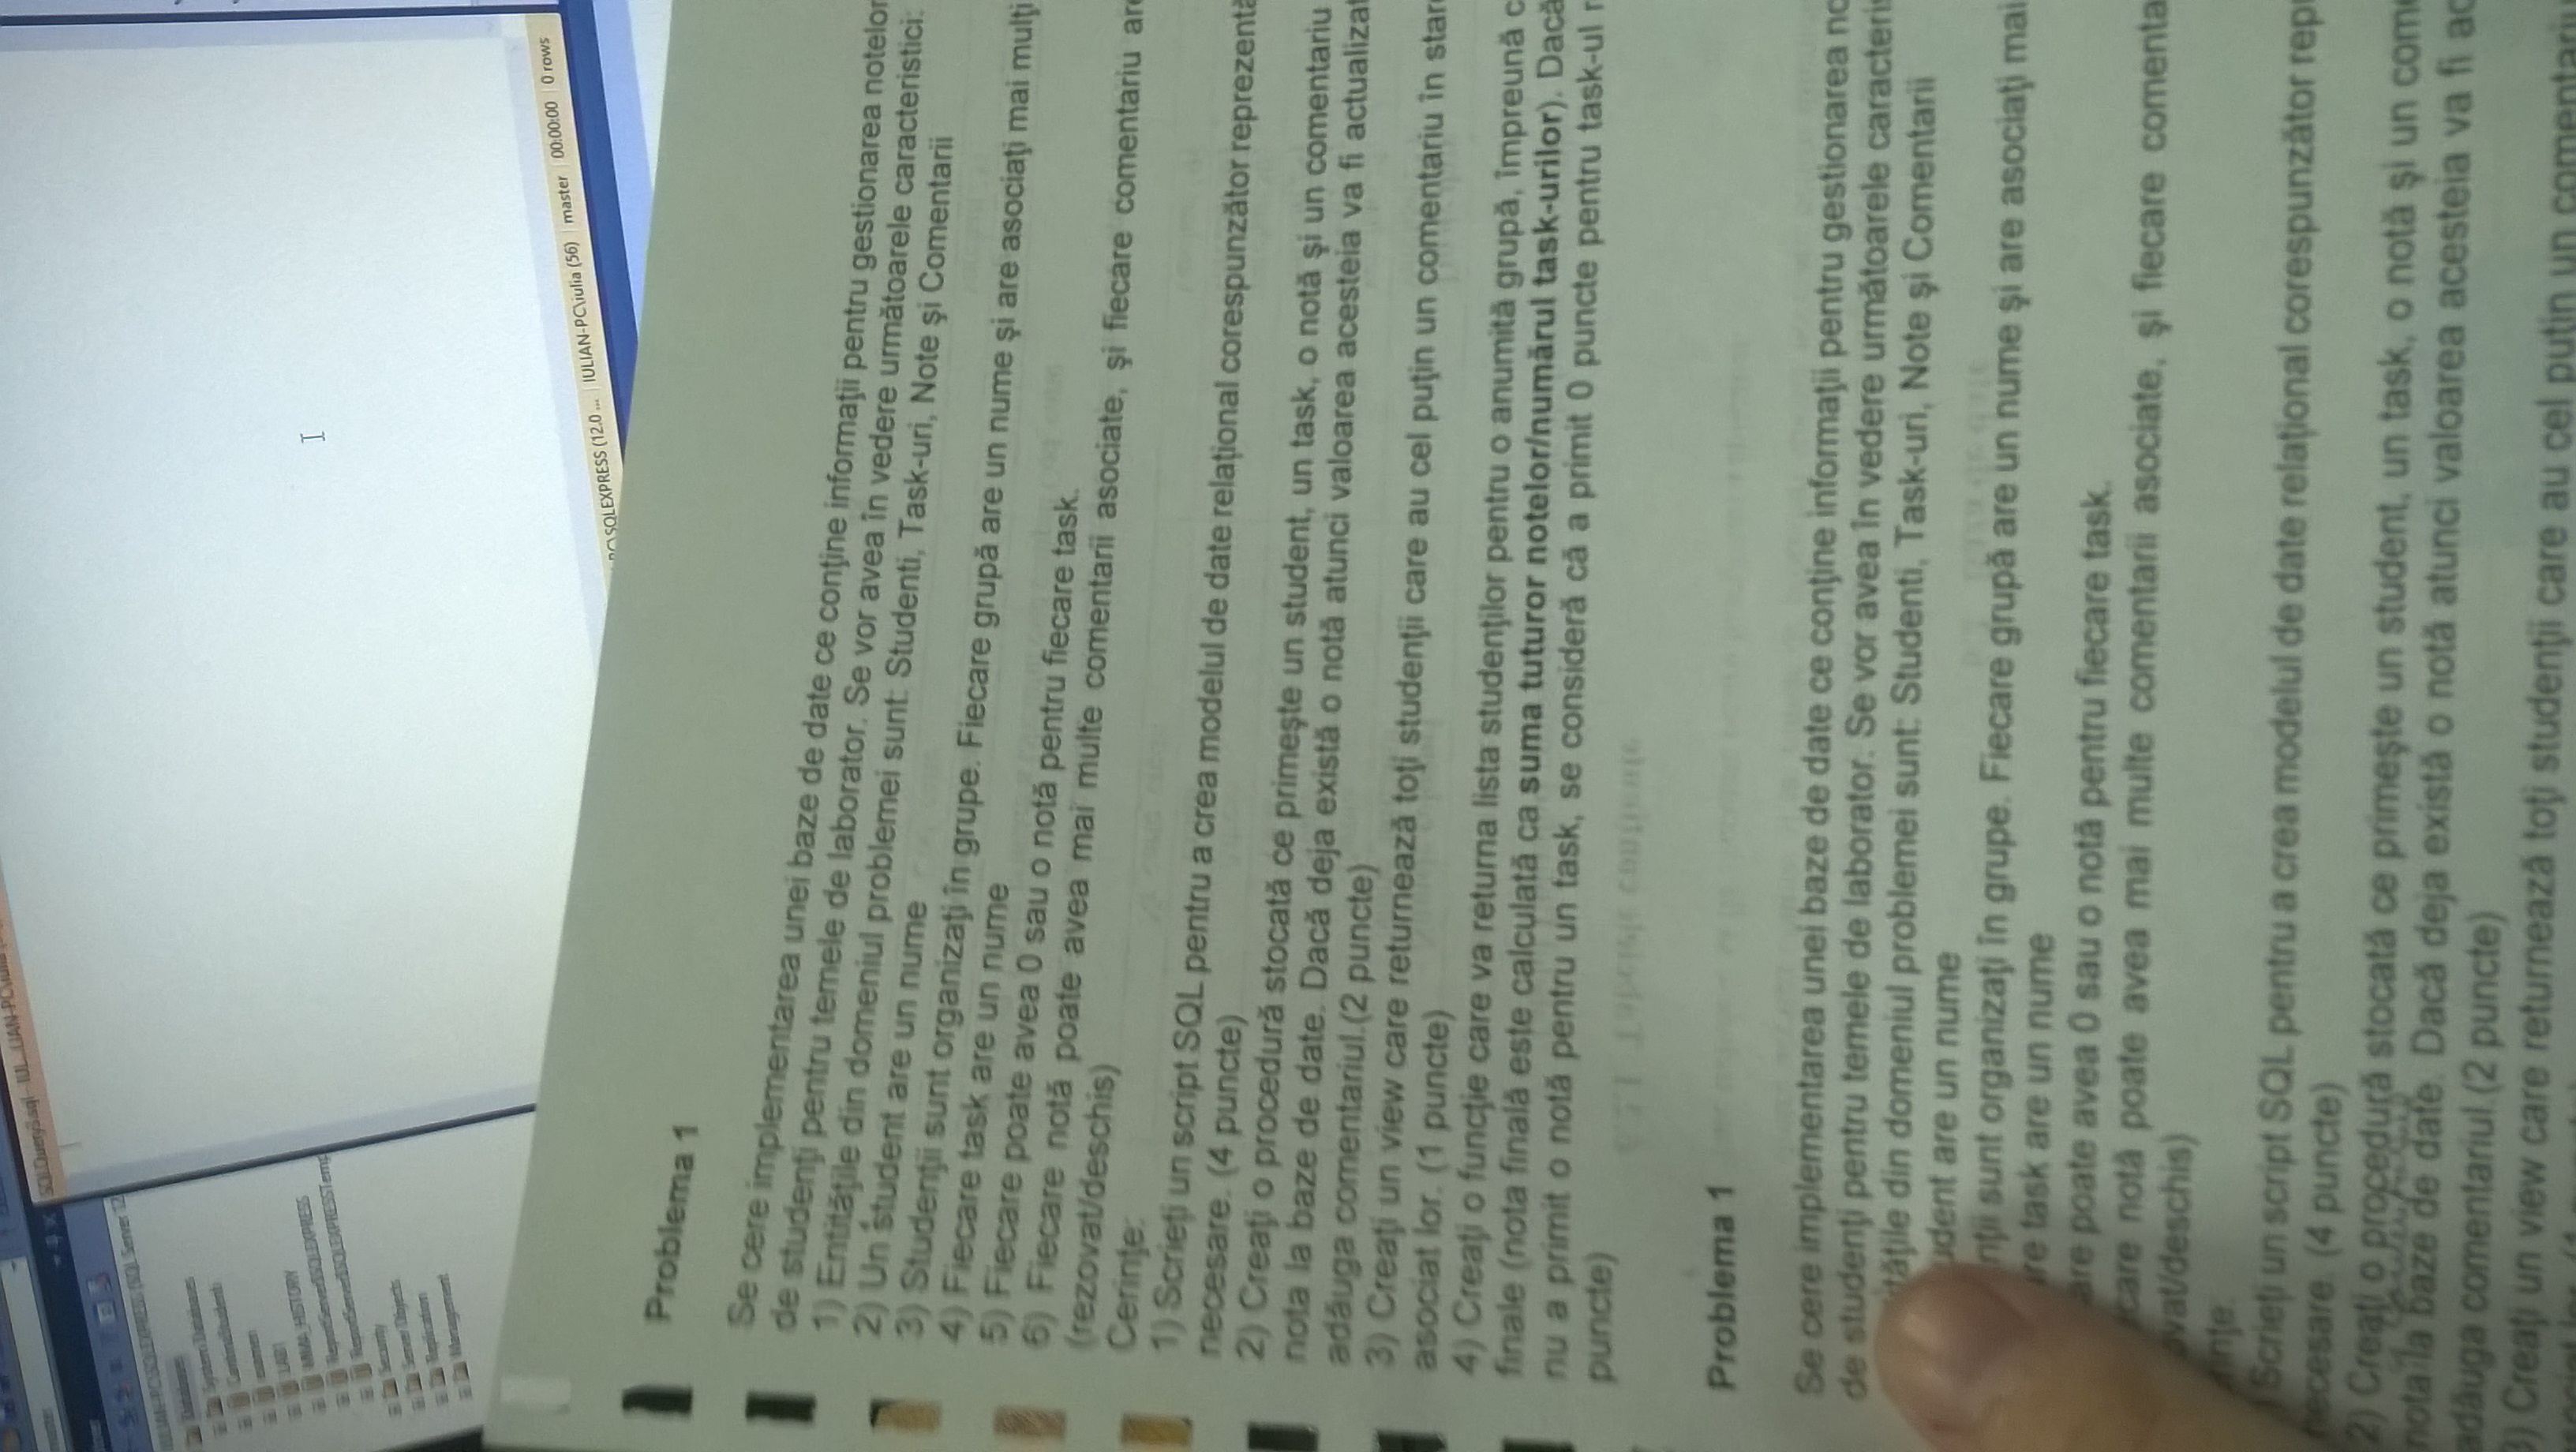 master
SQLQuery3.sql - IUL...LIAN-PC\iulia
IULIAN-PC\SQLEXPRESS (SQL Server 12
Databases
System Databases
examen
LAB1
MMA_HISTORY
ReportServer$SQLEXPRESS
ReportServer$SQLEXPRESSTemp
Security
Server Objects
Replication
Management
PC\SQLEXPRESS (12.0 ... IULIAN-PC\iulia (56) master 00:00:00 0 rows
Problema 1
Se cere implementarea unei baze de date ce conţine informaţii pentru gestionarea notelor
de studenţi pentru temele de laborator. Se vor avea în vedere următoarele caracteristici:
1) Entităţile din domeniul problemei sunt: Studenti, Task-uri, Note şi Comentarii
2) Un student are un nume
3) Studenţii sunt organizaţi în grupe. Fiecare grupă are un nume şi are asociaţi mai mulţi
4) Fiecare task are un nume
5) Fiecare poate avea 0 sau o notă pentru fiecare task.
6) Fiecare notă poate avea mai multe comentarii asociate, şi fiecare comentariu are
(rezovat/deschis)
Cerinţe:
1) Scrieţi un script SQL pentru a crea modelul de date relaţional corespunzător reprezentă
necesare. (4 puncte)
2) Creaţi o procedură stocată ce primeşte un student, un task, o notă şi un comentariu
nota la baze de date. Dacă deja există o notă atunci valoarea acesteia va fi actualizat
adăuga comentariul.(2 puncte)
3) Creaţi un view care returnează toţi studenţii care au cel puţin un comentariu în star
asociat lor. (1 puncte)
4) Creaţi o funcţie care va returna lista studenţilor pentru o anumită grupă, împreună c
finale (nota finală este calculată ca suma tuturor notelor/numărul task-urilor). Dacă
nu a primit o notă pentru un task, se consideră că a primit 0 puncte pentru task-ul r
puncte)
Problema 1
Se cere implementarea unei baze de date ce conţine informaţii pentru gestionarea no
de studenţi pentru temele de laborator. Se vor avea în vedere următoarele caracteris
ităţile din domeniul problemei sunt: Studenti, Task-uri, Note şi Comentarii
udent are un nume
nţii sunt organizaţi în grupe. Fiecare grupă are un nume şi are asociaţi mai
re task are un nume
are poate avea 0 sau o notă pentru fiecare task.
care notă poate avea mai multe comentarii asociate, şi fiecare comenta
ovat/deschis)
inţe:
Scrieţi un script SQL pentru a crea modelul de date relaţional corespunzător repr
necesare. (4 puncte)
2) Creaţi o procedură stocată ce primeşte un student, un task, o notă şi un come
nota la baze de date. Dacă deja există o notă atunci valoarea acesteia va fi ac
adăuga comentariul.(2 puncte)
3) Creaţi un view care returnează toţi studenţii care au cel puţin un comentariu